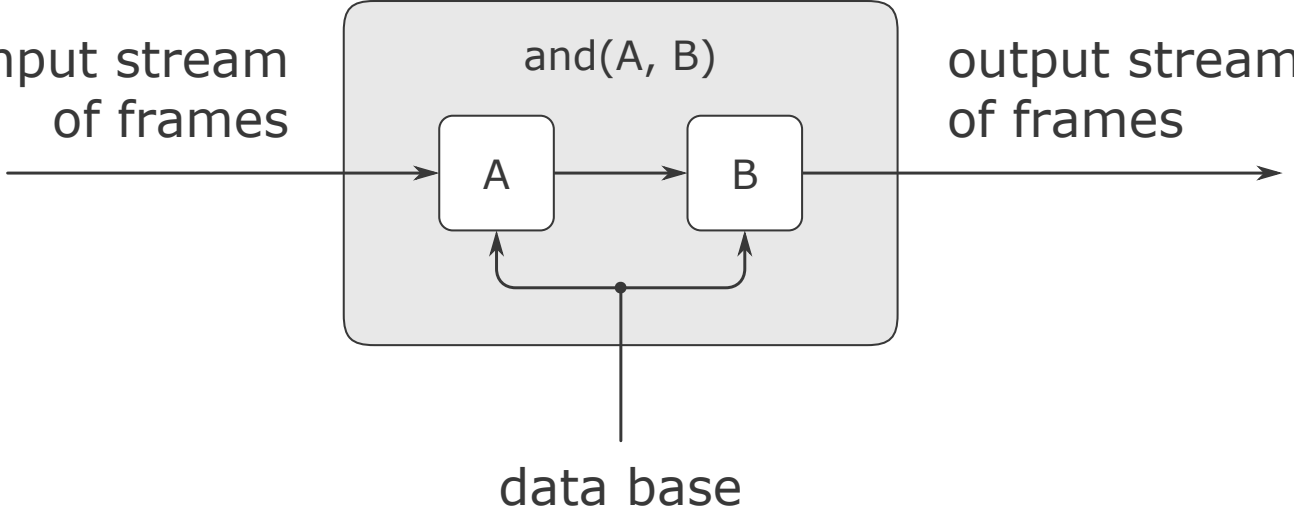 nput stream
of frames
and(A, B)
output stream
of frames
A
B
data base